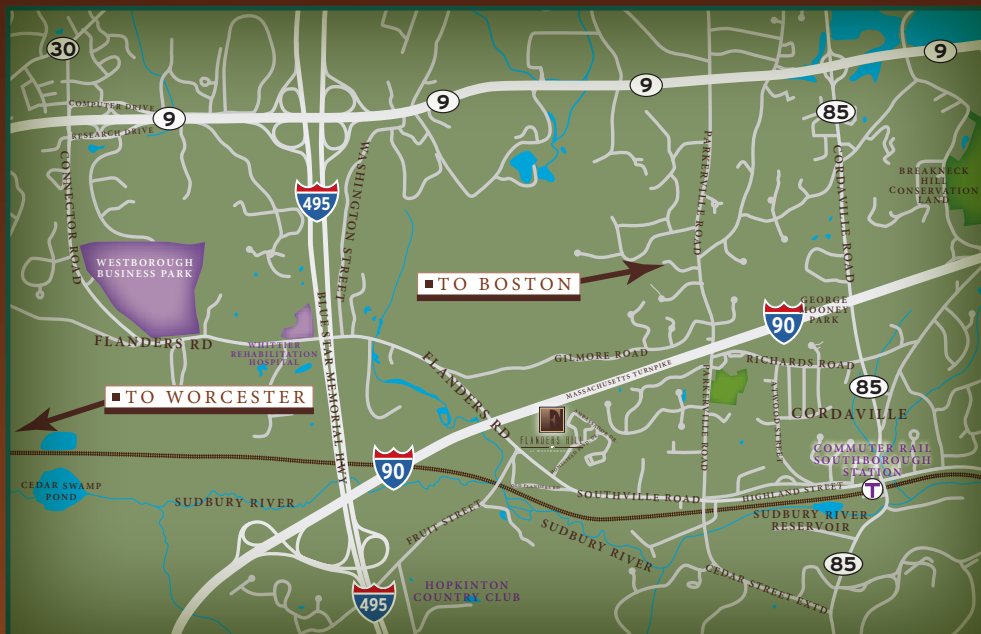 30
9
COMPUTER DRIVE
9
RESEARCH DRIVE
9
9
85
CONNECTOR ROAD
WASHINGTON STREET
PARKERVILLE ROAD
CORDAVILLE ROAD
BREAKNECK
HILL
CONSERVATION
LAND
495
WESTBOROUGH
BUSINESS PARK
■TO BOSTON
BLUE STAR MEMORIAL HWY
GEORGE
MOONEY
PARK
90
FLANDERS RD
WHITTIER
REHABILITATION
HOSPITAL
FLANDERS RD
GILMORE ROAD
MASSACHUSETTS TURNPIKE
RICHARDS ROAD
PARKERVILLE ROAD
ATWOOD STREET
85
■TO WORCESTER
CORDAVILLE
F
FLANDERS HILL
COMMUTER RAIL
SOUTHBOROUGH
STATION
90
T
CEDAR SWAMP
POND
SUDBURY RIVER
SOUTHVILLE ROAD
HIGHLAND STREET
FRUIT STREET
SUDBURY RIVER
SUDBURY RIVER
RESERVOIR
85
CEDAR STREET EXTD
495
HOPKINTON
COUNTRY CLUB